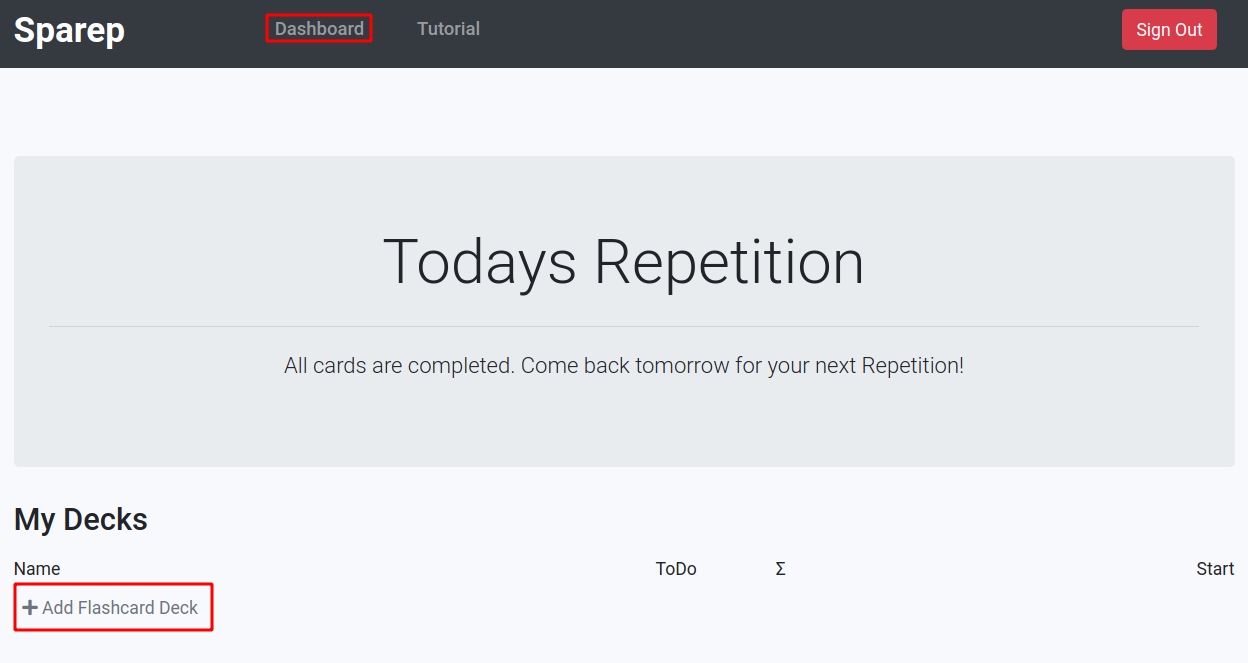 Sparep Dashboard Tutorial Sign Out
Todays Repetition
All cards are completed. Come back tomorrow for your next Repetition!
My Decks
Name ToDo Σ Start
+ Add Flashcard Deck